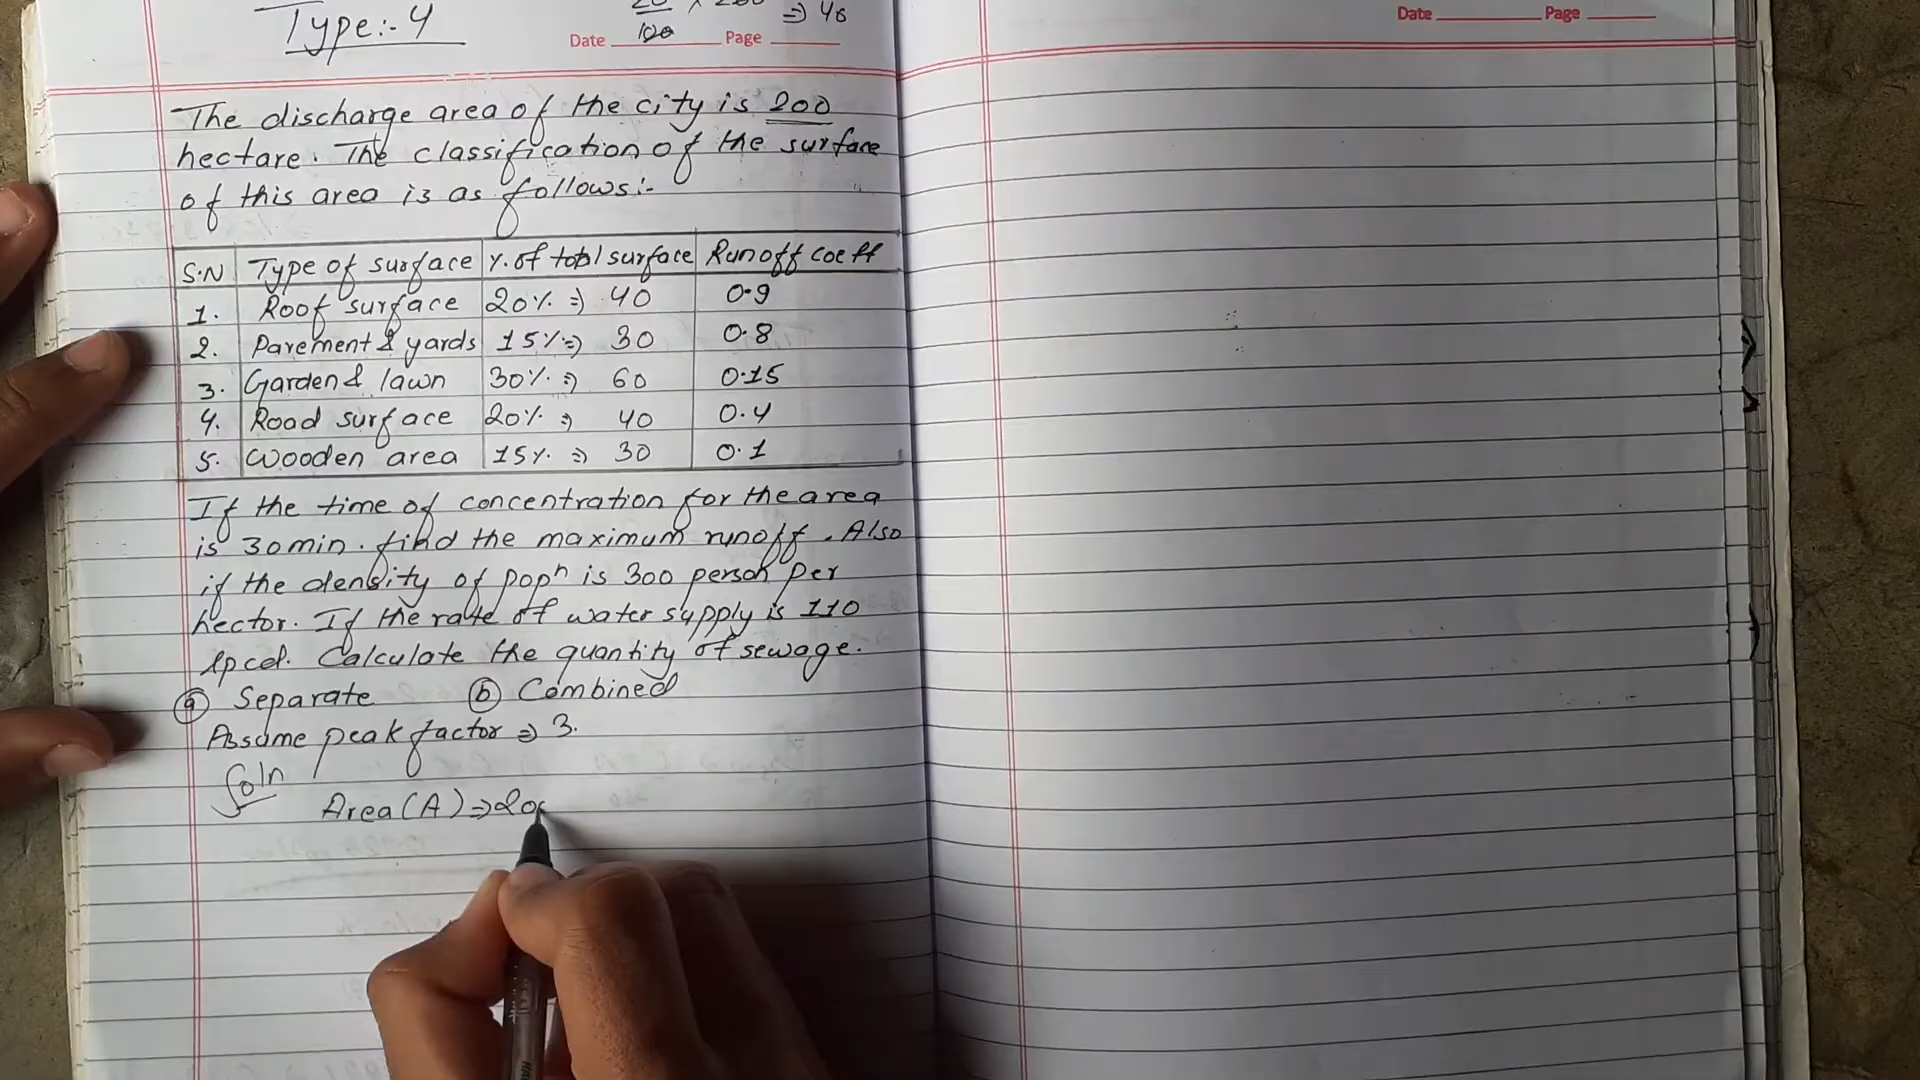 Type:- 4
20/100 × 200 ⇒ 40
Date Page
Date Page
The discharge area of the city is 200
hectare. The classification of the surface
of this area is as follows:-
S.N Type of surface % of total surface Runoff coeff
1. Roof surface 20% ⇒ 40 0.9
2. Pavement & yards 15% ⇒ 30 0.8
3. Garden & lawn 30% ⇒ 60 0.15
4. Road surface 20% ⇒ 40 0.4
5. Wooden area 15% ⇒ 30 0.1
If the time of concentration for the area
is 30 min. find the maximum runoff. Also
if the density of popn is 300 person per
hector. If the rate of water supply is 110
lpcd. Calculate the quantity of sewage.
(a) Separate (b) Combined
Assume peak factor ⇒ 3.
Soln
Area (A) ⇒ 200